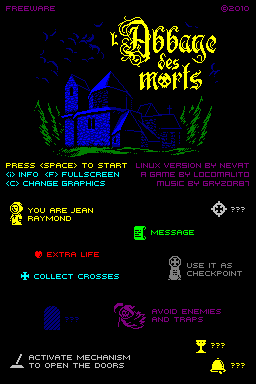 FREEWARE ©2010
L'Abbaye
des
morts
PRESS <SPACE> TO START
LINUX VERSION BY NEVAT
<I> INFO <F> FULLSCREEN
A GAME BY LOCOMALITO
<C> CHANGE GRAPHICS
MUSIC BY GRYZOR87
YOU ARE JEAN
RAYMOND
???
MESSAGE
EXTRA LIFE
USE IT AS
CHECKPOINT
COLLECT CROSSES
???
AVOID ENEMIES
AND TRAPS
???
ACTIVATE MECHANISM
TO OPEN THE DOORS
???